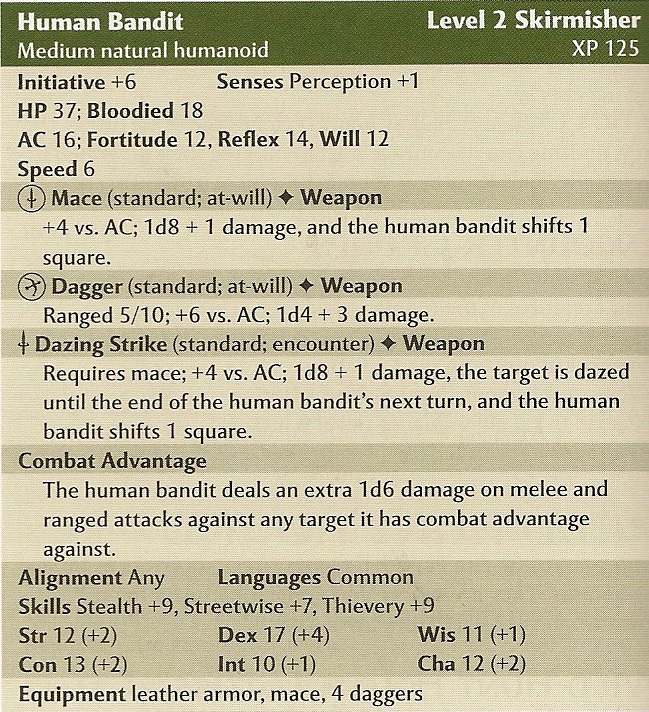 Human Bandit Level 2 Skirmisher
Medium natural humanoid XP 125
Initiative +6 Senses Perception +1
HP 37; Bloodied 18
AC 16; Fortitude 12, Reflex 14, Will 12
Speed 6
Mace (standard; at-will) ✦ Weapon
+4 vs. AC; 1d8 + 1 damage, and the human bandit shifts 1
square.
Dagger (standard; at-will) ✦ Weapon
Ranged 5/10; +6 vs. AC; 1d4 + 3 damage.
Dazing Strike (standard; encounter) ✦ Weapon
Requires mace; +4 vs. AC; 1d8 + 1 damage, the target is dazed
until the end of the human bandit's next turn, and the human
bandit shifts 1 square.
Combat Advantage
The human bandit deals an extra 1d6 damage on melee and
ranged attacks against any target it has combat advantage
against.
Alignment Any Languages Common
Skills Stealth +9, Streetwise +7, Thievery +9
Str 12 (+2) Dex 17 (+4) Wis 11 (+1)
Con 13 (+2) Int 10 (+1) Cha 12 (+2)
Equipment leather armor, mace, 4 daggers